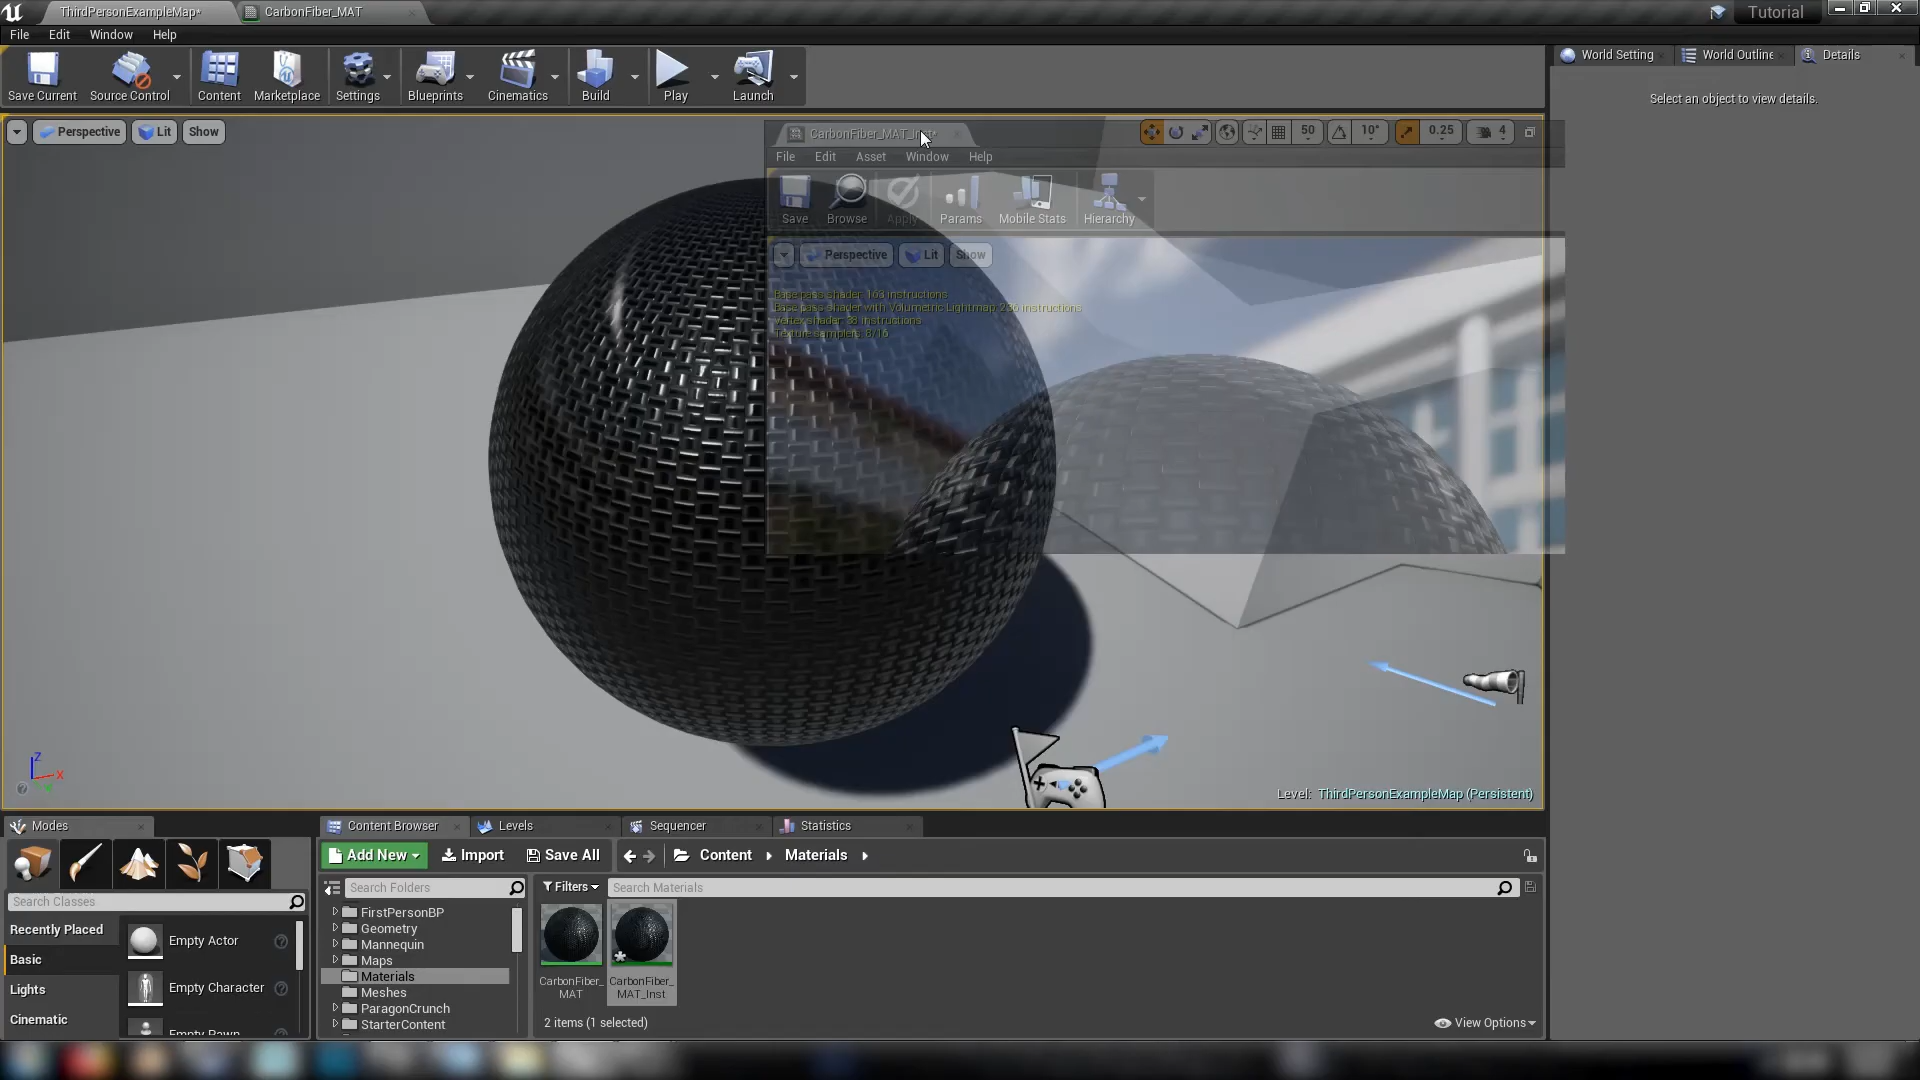 ThirdPersonExampleMap*
CarbonFiber_MAT
Tutorial
File Edit Window Help
Save Current
Source Control
Content
Marketplace
Settings
Blueprints
Cinematics
Build
Play
Launch
World Setting
World Outline
Details
Select an object to view details.
Perspective
Lit
Show
CarbonFiber_MAT_Inst*
50
10°
0.25
4
File Edit Asset Window Help
Save
Browse
Apply
Params
Mobile Stats
Hierarchy
Perspective
Lit
Show
Base pass shader: 163 instructions
Base pass shader with Volumetric Lightmap: 236 instructions
Vertex shader: 38 instructions
Texture samplers: 8/16
Z
X
Level: ThirdPersonExampleMap (Persistent)
Modes
Content Browser
Levels
Sequencer
Statistics
Add New
Import
Save All
Content
Materials
Search Classes
Search Folders
Filters
Search Materials
Recently Placed
Basic
Lights
Cinematic
Empty Actor
Empty Character
Empty Pawn
FirstPersonBP
Geometry
Mannequin
Maps
Materials
Meshes
ParagonCrunch
StarterContent
CarbonFiber_
MAT
CarbonFiber_
MAT_Inst
2 items (1 selected)
View Options